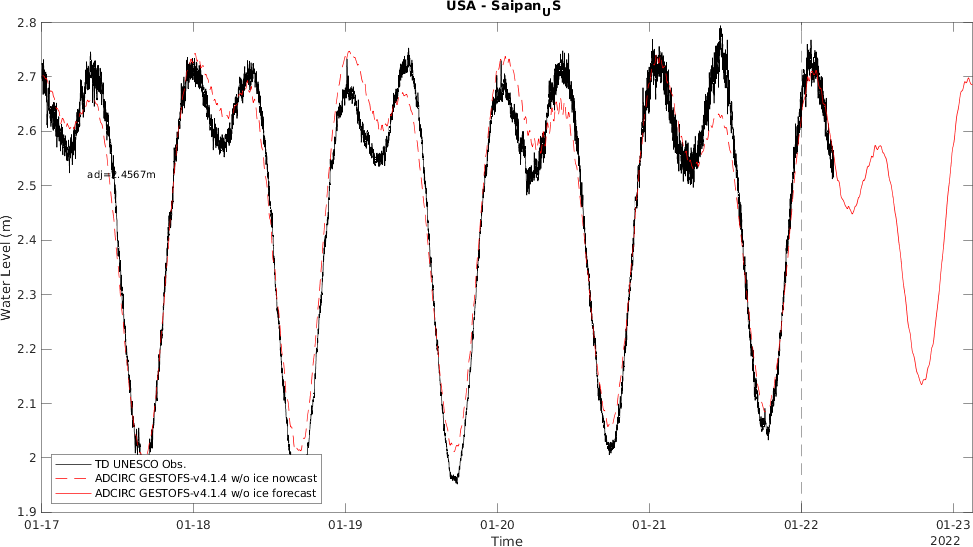 USA - Saipan_US
2.8
2.7
2.6
2.5
2.4
2.3
2.2
2.1
2
1.9
Water Level (m)
adj=2.4567m
TD UNESCO Obs.
ADCIRC GESTOFS-v4.1.4 w/o ice nowcast
ADCIRC GESTOFS-v4.1.4 w/o ice forecast
01-17 01-18 01-19 01-20 01-21 01-22 01-23
Time 2022